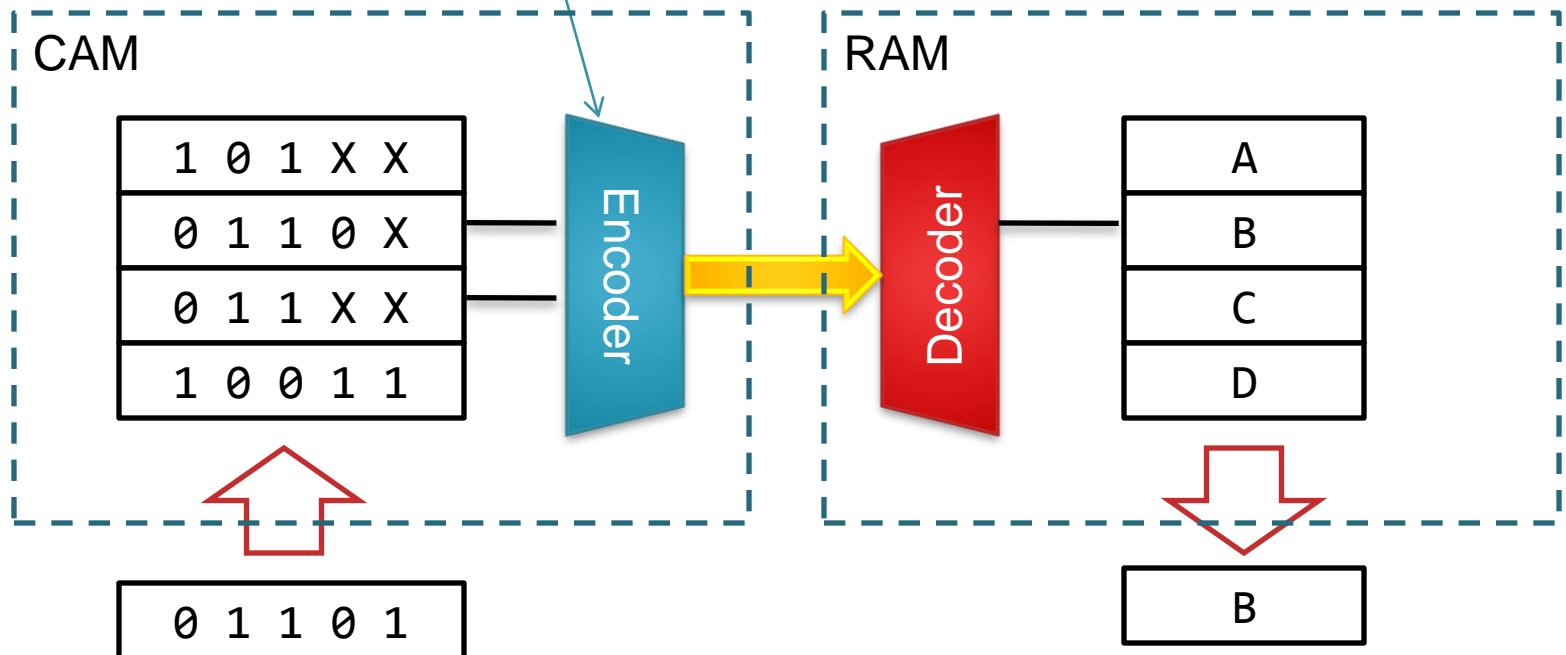 CAM
1 0 1 X X
0 1 1 0 X
0 1 1 X X
1 0 0 1 1
Encoder
0 1 1 0 1
RAM
Decoder
A
B
C
D
B